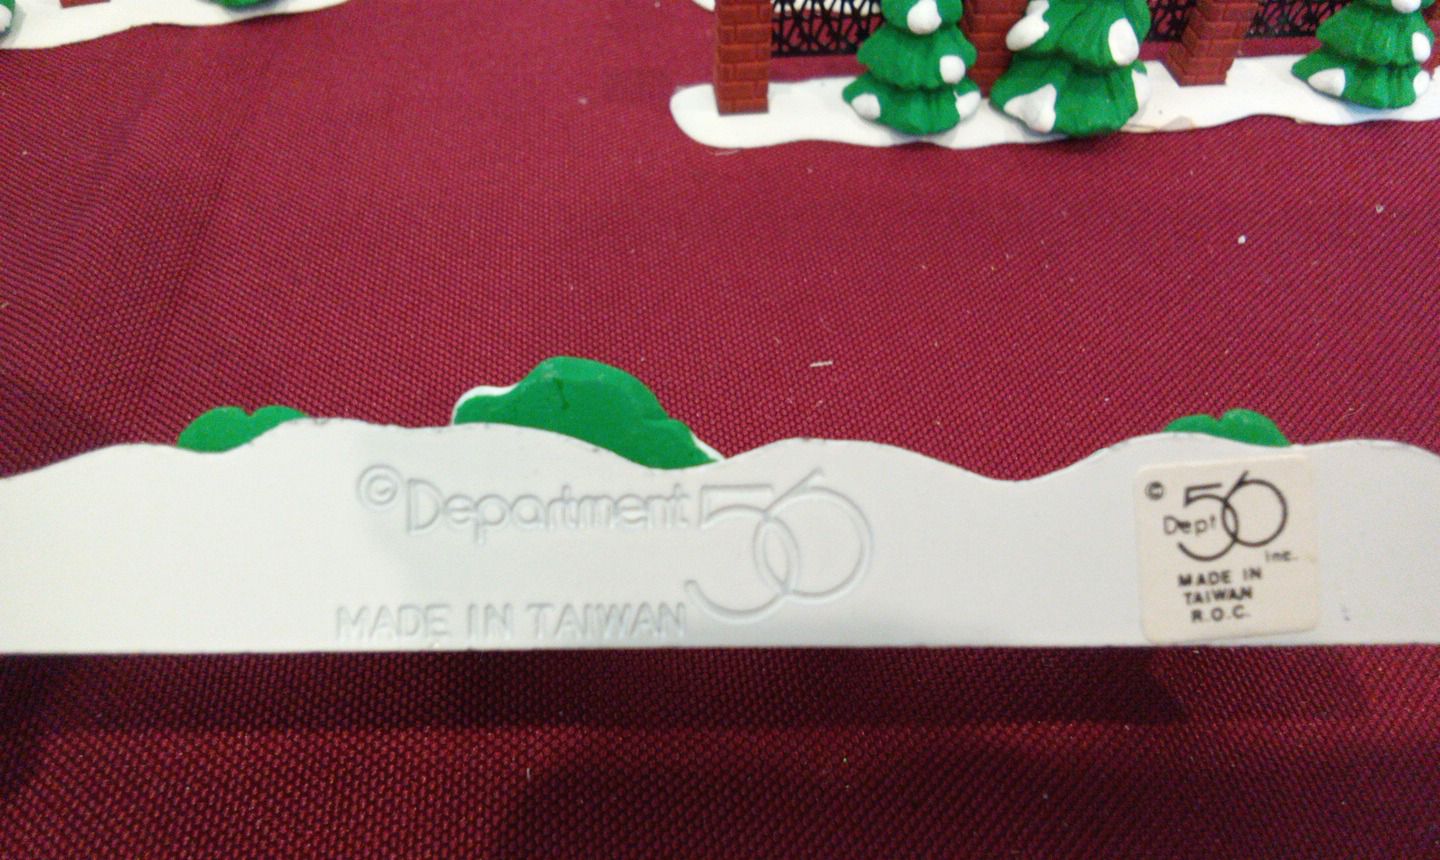 © Department 56
MADE IN TAIWAN
© Dept 56 Inc.
MADE IN
TAIWAN
R.O.C.